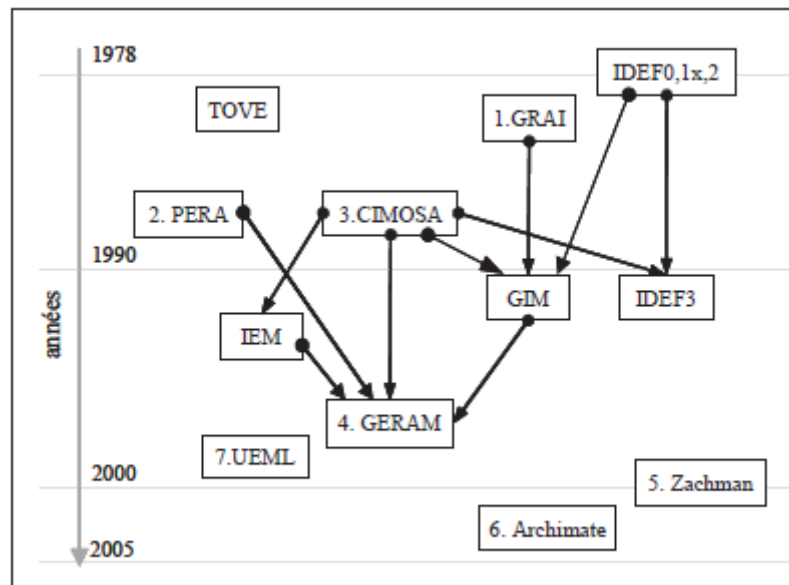 1978
IDEF0,1x,2
TOVE
1.GRAI
2. PERA
3.CIMOSA
1990
GIM
IDEF3
années
IEM
4. GERAM
7.UEML
2000
5. Zachman
6. Archimate
2005